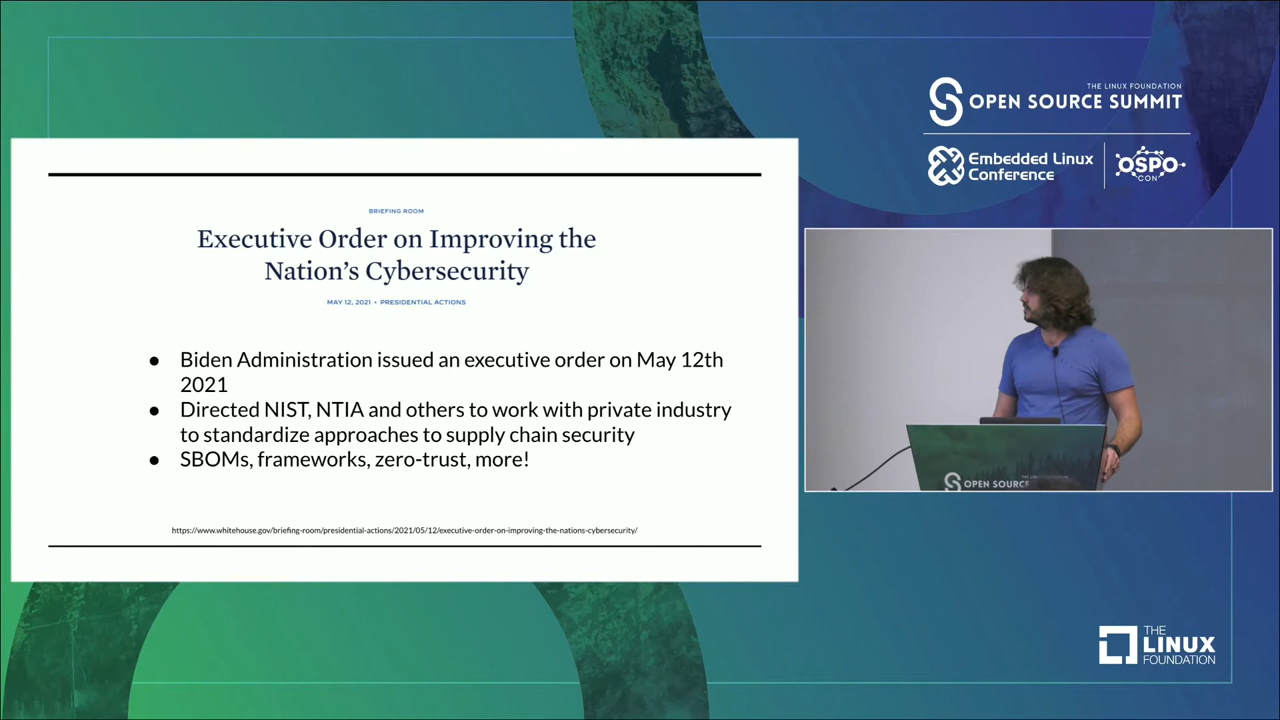 THE LINUX FOUNDATION
OPEN SOURCE SUMMIT
Embedded Linux
Conference
OSPO
CON
BRIEFING ROOM
Executive Order on Improving the
Nation's Cybersecurity
MAY 12, 2021 • PRESIDENTIAL ACTIONS
● Biden Administration issued an executive order on May 12th
2021
● Directed NIST, NTIA and others to work with private industry
to standardize approaches to supply chain security
● SBOMs, frameworks, zero-trust, more!
https://www.whitehouse.gov/briefing-room/presidential-actions/2021/05/12/executive-order-on-improving-the-nations-cybersecurity/
OPEN SOURCE
THE
LINUX
FOUNDATION